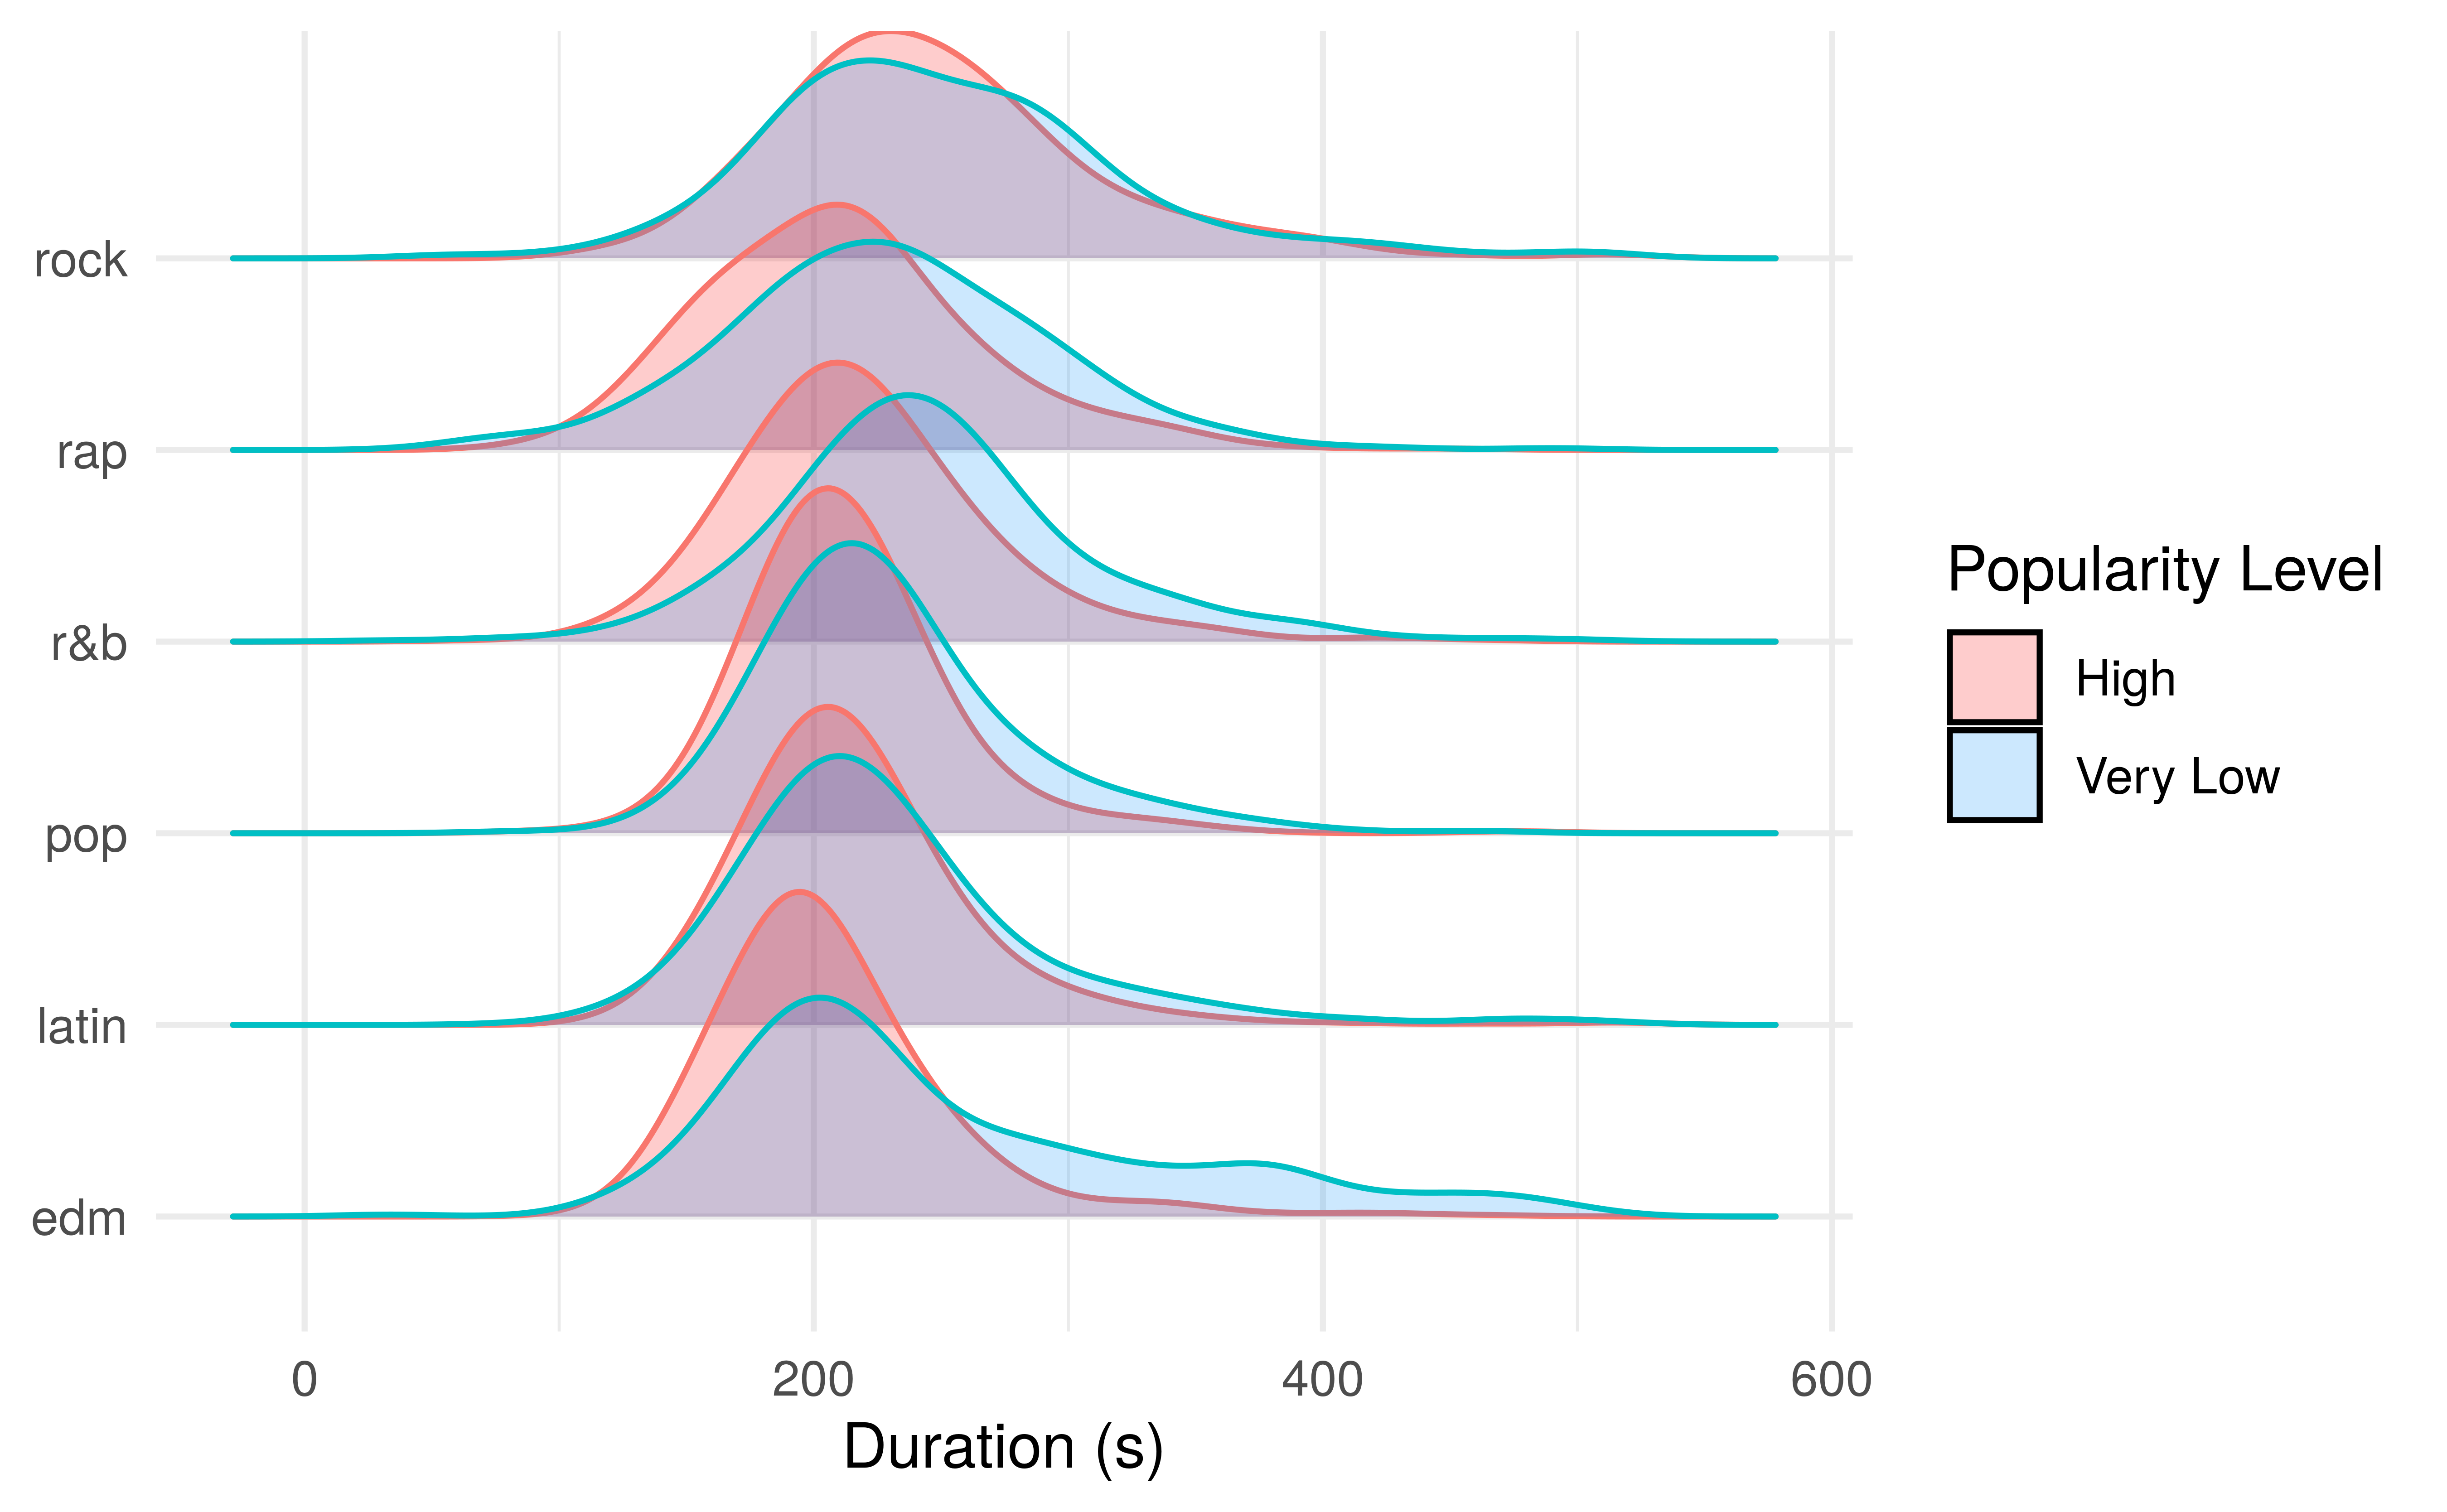 rock
rap
r&b
pop
latin
edm
0 200 400 600
Duration (s)
Popularity Level
High
Very Low